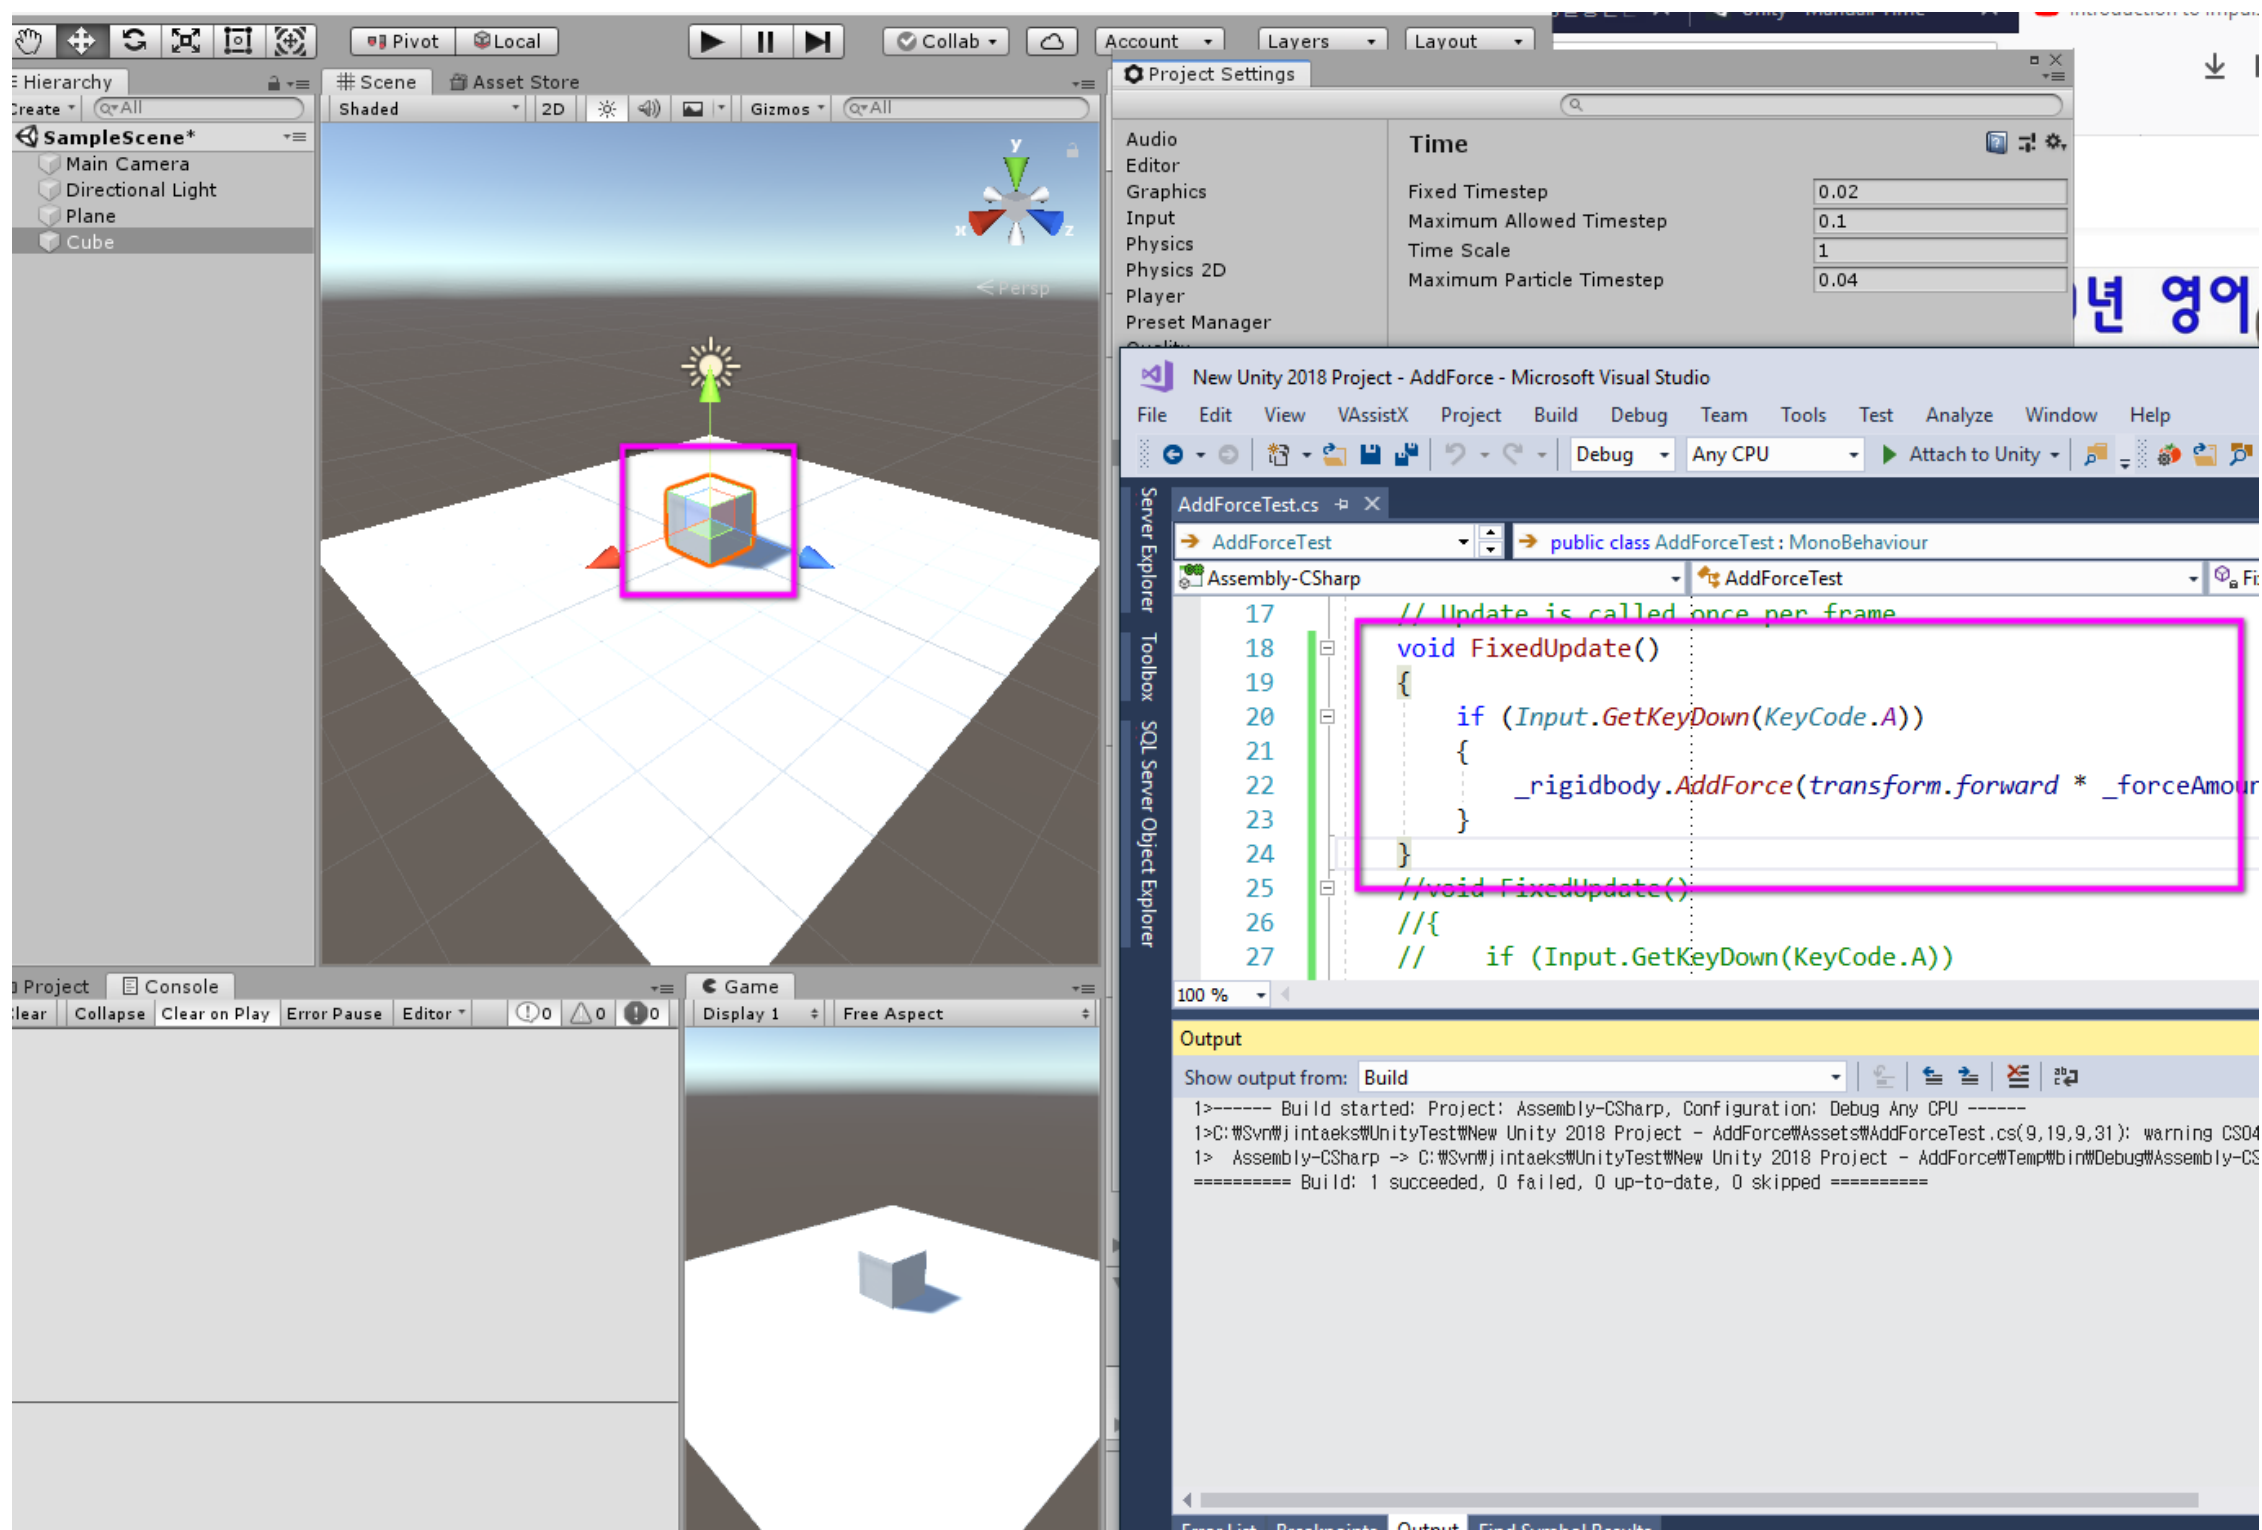 Pivot Local Collab Account Layers Layout
Hierarchy
All
SampleScene*
Main Camera
Directional Light
Plane
Cube
Scene Asset Store
Shaded 2D Gizmos All
y
x z
Persp
Project Settings
Audio
Editor
Graphics
Input
Physics
Physics 2D
Player
Preset Manager
Time
Fixed Timestep 0.02
Maximum Allowed Timestep 0.1
Time Scale 1
Maximum Particle Timestep 0.04
년 영어
New Unity 2018 Project - AddForce - Microsoft Visual Studio
File Edit View VAssistX Project Build Debug Team Tools Test Analyze Window Help
Debug Any CPU Attach to Unity
Server Explorer
Toolbox
SQL Server Object Explorer
AddForceTest.cs
AddForceTest public class AddForceTest : MonoBehaviour
Assembly-CSharp AddForceTest
17 // Update is called once per frame
18 void FixedUpdate()
19 {
20 if (Input.GetKeyDown(KeyCode.A))
21 {
22 _rigidbody.AddForce(transform.forward * _forceAmour
23 }
24 }
25 //void FixedUpdate()
26 //{
27 // if (Input.GetKeyDown(KeyCode.A))
100 %
Output
Show output from: Build
1>------ Build started: Project: Assembly-CSharp, Configuration: Debug Any CPU ------
1>C:₩Svn₩jintaeks₩UnityTest₩New Unity 2018 Project - AddForce₩Assets₩AddForceTest.cs(9,19,9,31): warning CS04
1> Assembly-CSharp -> C:₩Svn₩jintaeks₩UnityTest₩New Unity 2018 Project - AddForce₩Temp₩bin₩Debug₩Assembly-CS
========== Build: 1 succeeded, 0 failed, 0 up-to-date, 0 skipped ==========
Project Console
lear Collapse Clear on Play Error Pause Editor 0 0 0
Game
Display 1 Free Aspect
Output